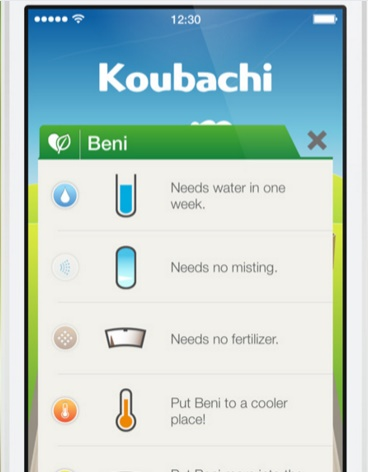 12:30
Koubachi
Beni
Needs water in one
week.
Needs no misting.
Needs no fertilizer.
Put Beni to a cooler
place!